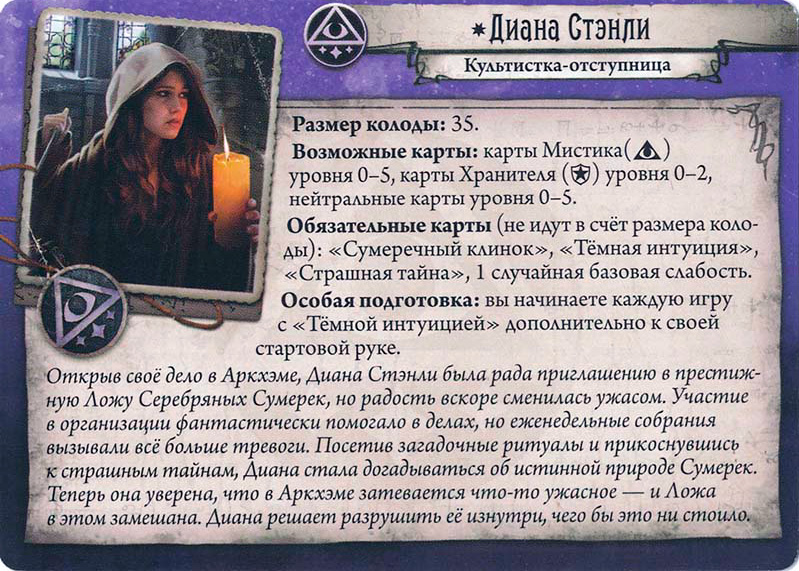 ✷Диана Стэнли
Культистка-отступница
Размер колоды: 35.
Возможные карты: карты Мистика( )
уровня 0–5, карты Хранителя ( ) уровня 0–2,
нейтральные карты уровня 0–5.
Обязательные карты (не идут в счёт размера коло-
ды): «Сумеречный клинок», «Тёмная интуиция»,
«Страшная тайна», 1 случайная базовая слабость.
Особая подготовка: вы начинаете каждую игру
с «Тёмной интуицией» дополнительно к своей
стартовой руке.
Открыв своё дело в Аркхэме, Диана Стэнли была рада приглашению в престиж-
ную Ложу Серебряных Сумерек, но радость вскоре сменилась ужасом. Участие
в организации фантастически помогало в делах, но еженедельные собрания
вызывали всё больше тревоги. Посетив загадочные ритуалы и прикоснувшись
к страшным тайнам, Диана стала догадываться об истинной природе Сумерек.
Теперь она уверена, что в Аркхэме затевается что-то ужасное — и Ложа
в этом замешана. Диана решает разрушить её изнутри, чего бы это ни стоило.